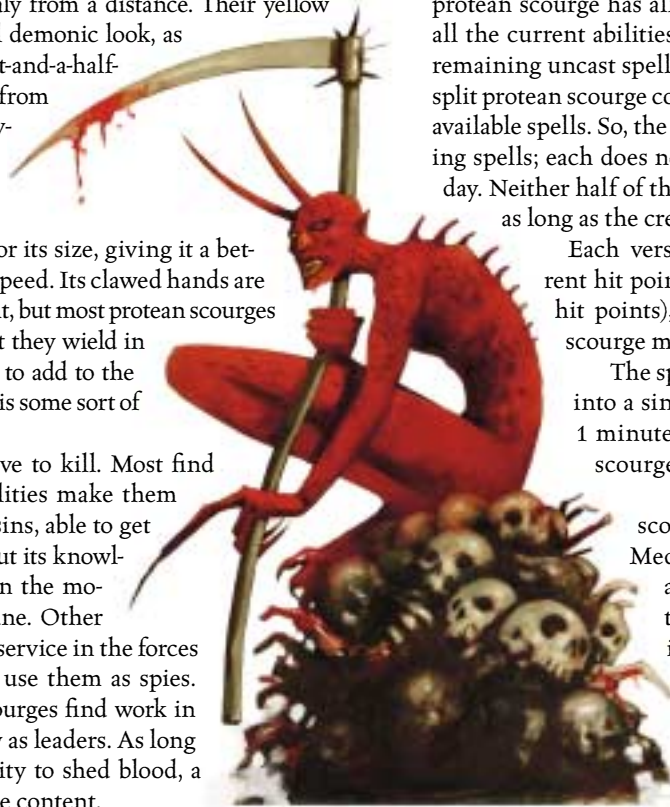 ly from a distance. Their yellow
demonic look, as
t-and-a-half-
from
y-
or its size, giving it a bet-
peed. Its clawed hands are
t, but most protean scourges
t they wield in
to add to the
is some sort of
ve to kill. Most find
lities make them
sins, able to get
ut its knowl-
n the mo-
ne. Other
service in the forces
use them as spies.
urges find work in
y as leaders. As long
ity to shed blood, a
e content.
protean scourge has all
all the current abilities
remaining uncast spell
split protean scourge co
available spells. So, the
ing spells; each does n
day. Neither half of th
as long as the cre
Each vers
rent hit poin
hit points),
scourge m
The sp
into a sin
1 minute
scourge
sco
Mec
a
t
i